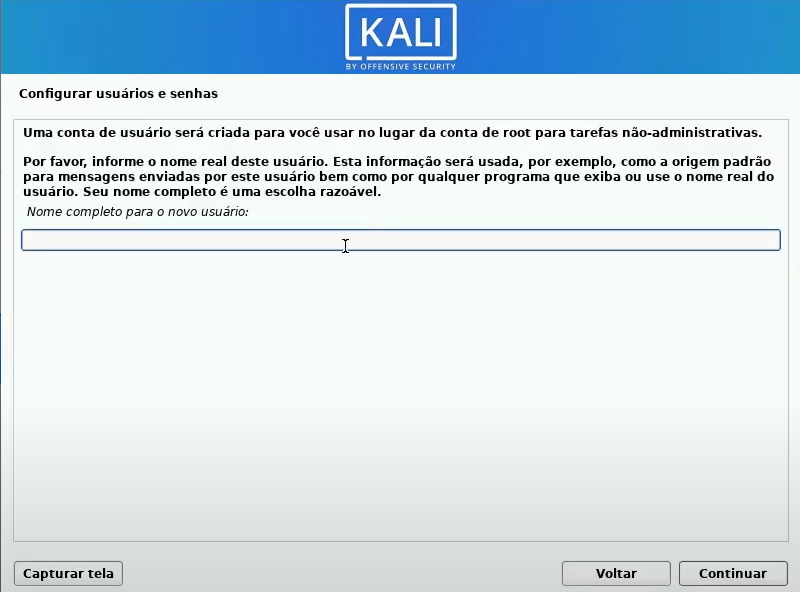 KALI
BY OFFENSIVE SECURITY
Configurar usuários e senhas
Uma conta de usuário será criada para você usar no lugar da conta de root para tarefas não-administrativas.
Por favor, informe o nome real deste usuário. Esta informação será usada, por exemplo, como a origem padrão
para mensagens enviadas por este usuário bem como por qualquer programa que exiba ou use o nome real do
usuário. Seu nome completo é uma escolha razoável.
Nome completo para o novo usuário:
Capturar tela
Voltar
Continuar